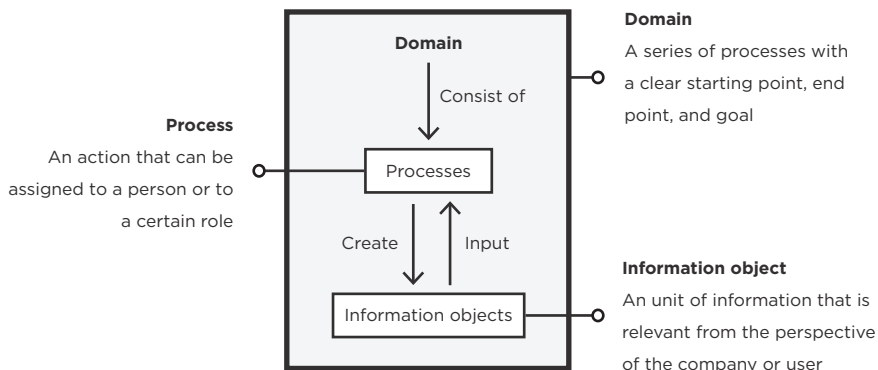 Domain
Consist of
Processes
Create
Input
Information objects
Process
An action that can be
assigned to a person or to
a certain role
Domain
A series of processes with
a clear starting point, end
point, and goal
Information object
An unit of information that is
relevant from the perspective
of the company or user